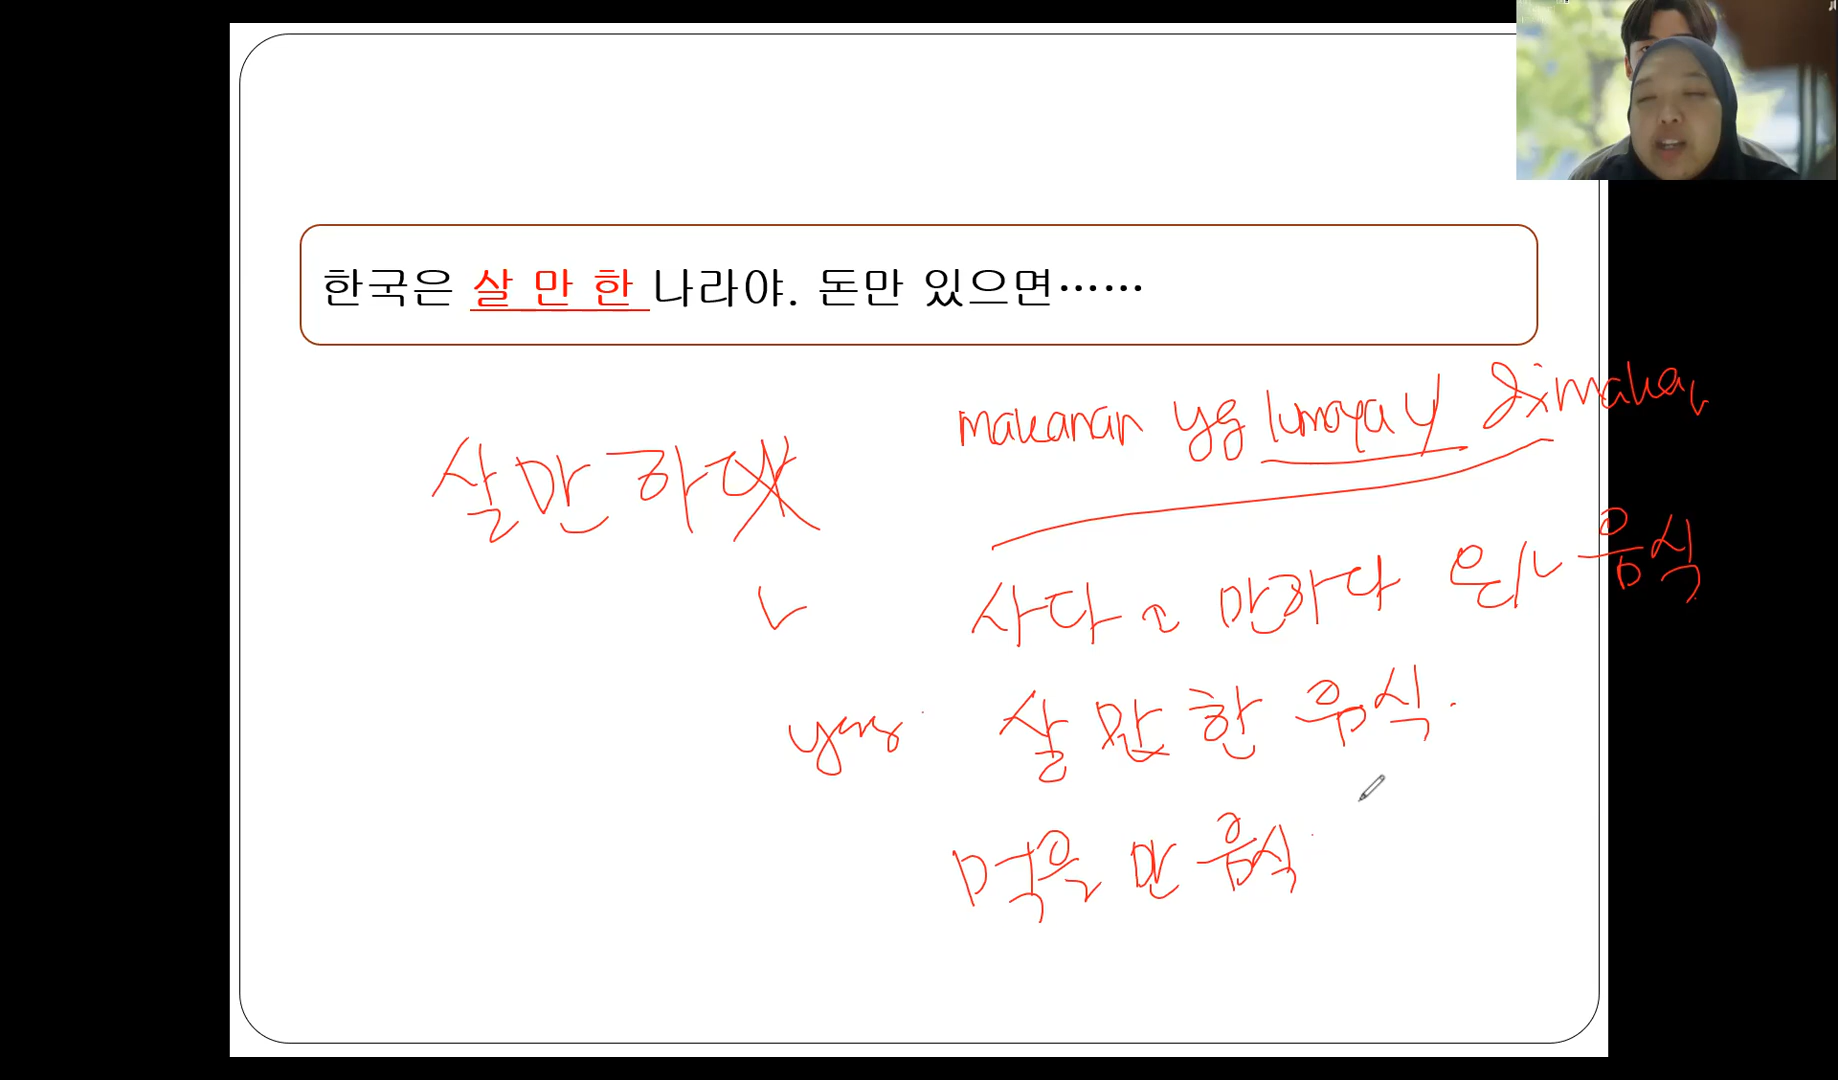 한국은 살 만 한 나라야. 돈만 있으면……
makanan yg lumayay dimakan
살만하다
사다 ㄹ 만하다 은/ㄴ 음식
ㄴ
yang 살 만 한 음식.
먹을 만 음식